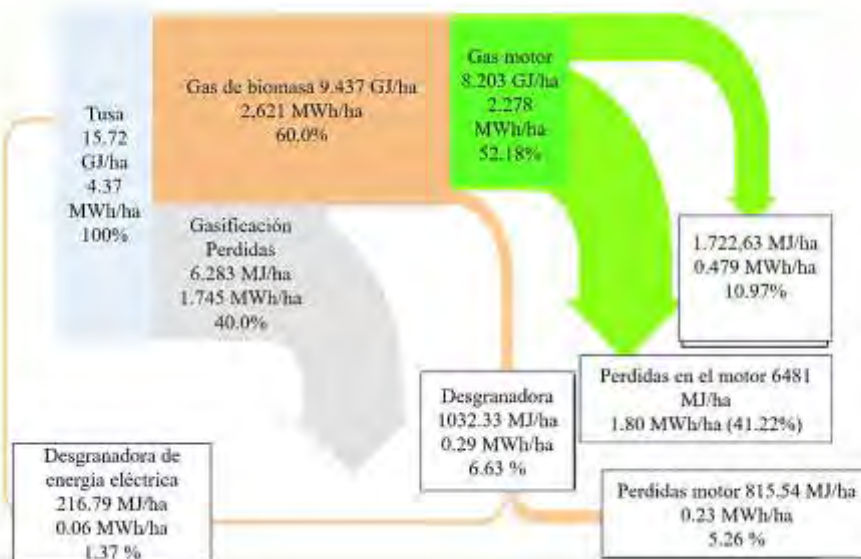 Tusa
15.72
GJ/ha
4.37
MWh/ha
100%
Gas de biomasa 9.437 GJ/ha
2,621 MWh/ha
60.0%
Gas motor
8.203 GJ/ha
2.278
MWh/ha
52.18%
Gasificación
Perdidas
6.283 MJ/ha
1.745 MWh/ha
40.0%
1.722,63 MJ/ha
0.479 MWh/ha
10.97%
Perdidas en el motor 6481
MJ/ha
1.80 MWh/ha (41.22%)
Desgranadora
1032.33 MJ/ha
0.29 MWh/ha
6.63 %
Desgranadora de
energia eléctrica
216.79 MJ/ha
0.06 MWh/ha
1.37 %
Perdidas motor 815.54 MJ/ha
0.23 MWh/ha
5.26 %